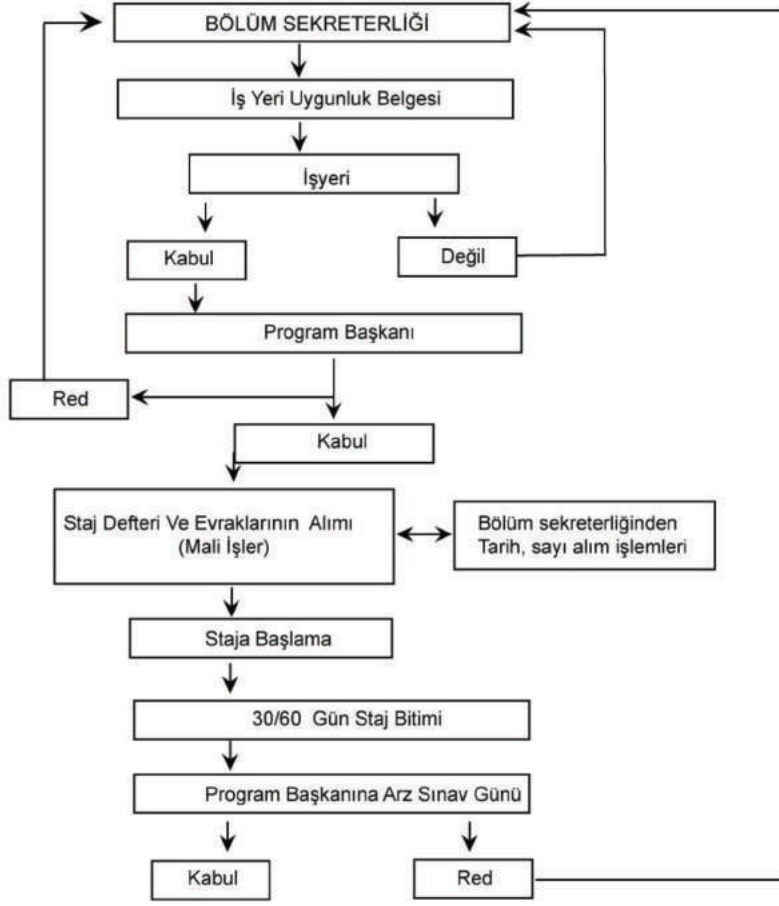 BÖLÜM SEKRETERLİĞİ
İş Yeri Uygunluk Belgesi
İşyeri
Kabul
Değil
Program Başkanı
Red
Kabul
Staj Defteri Ve Evraklarının Alımı
(Mali İşler)
Bölüm sekreterliğinden
Tarih, sayı alım işlemleri
Staja Başlama
30/60 Gün Staj Bitimi
Program Başkanına Arz Sınav Günü
Kabul
Red